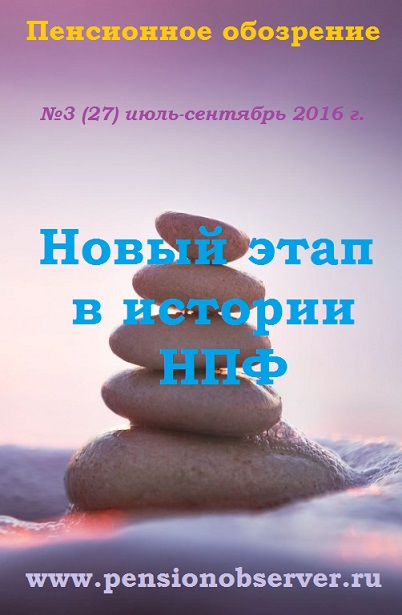 Пенсионное обозрение
№3 (27) июль-сентябрь 2016 г.
Новый этап
в истории
НПФ
www.pensionobserver.ru